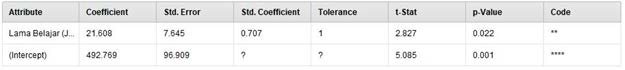 Attribute Coefficient Std. Error Std. Coefficient Tolerance t-Stat p-Value Code
Lama Belajar (J... 21.608 7.645 0.707 1 2.827 0.022 **
(Intercept) 492.769 96.909 ? ? 5.085 0.001 ****